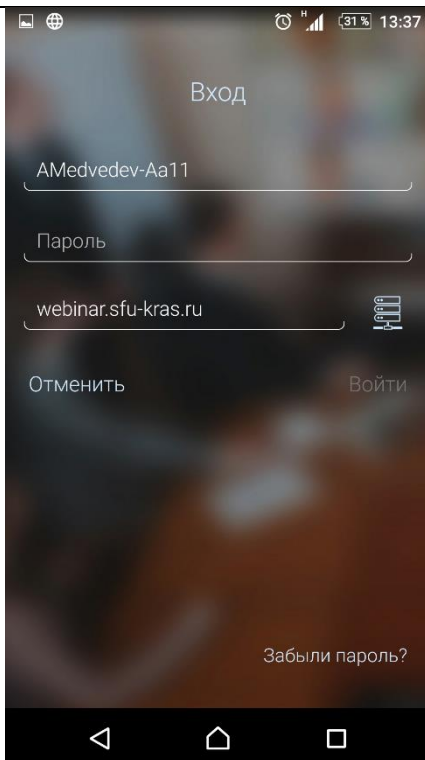 H 31 % 13:37
Вход
AMedvedev-Aa11
Пароль
webinar.sfu-kras.ru
Отменить Войти
Забыли пароль?